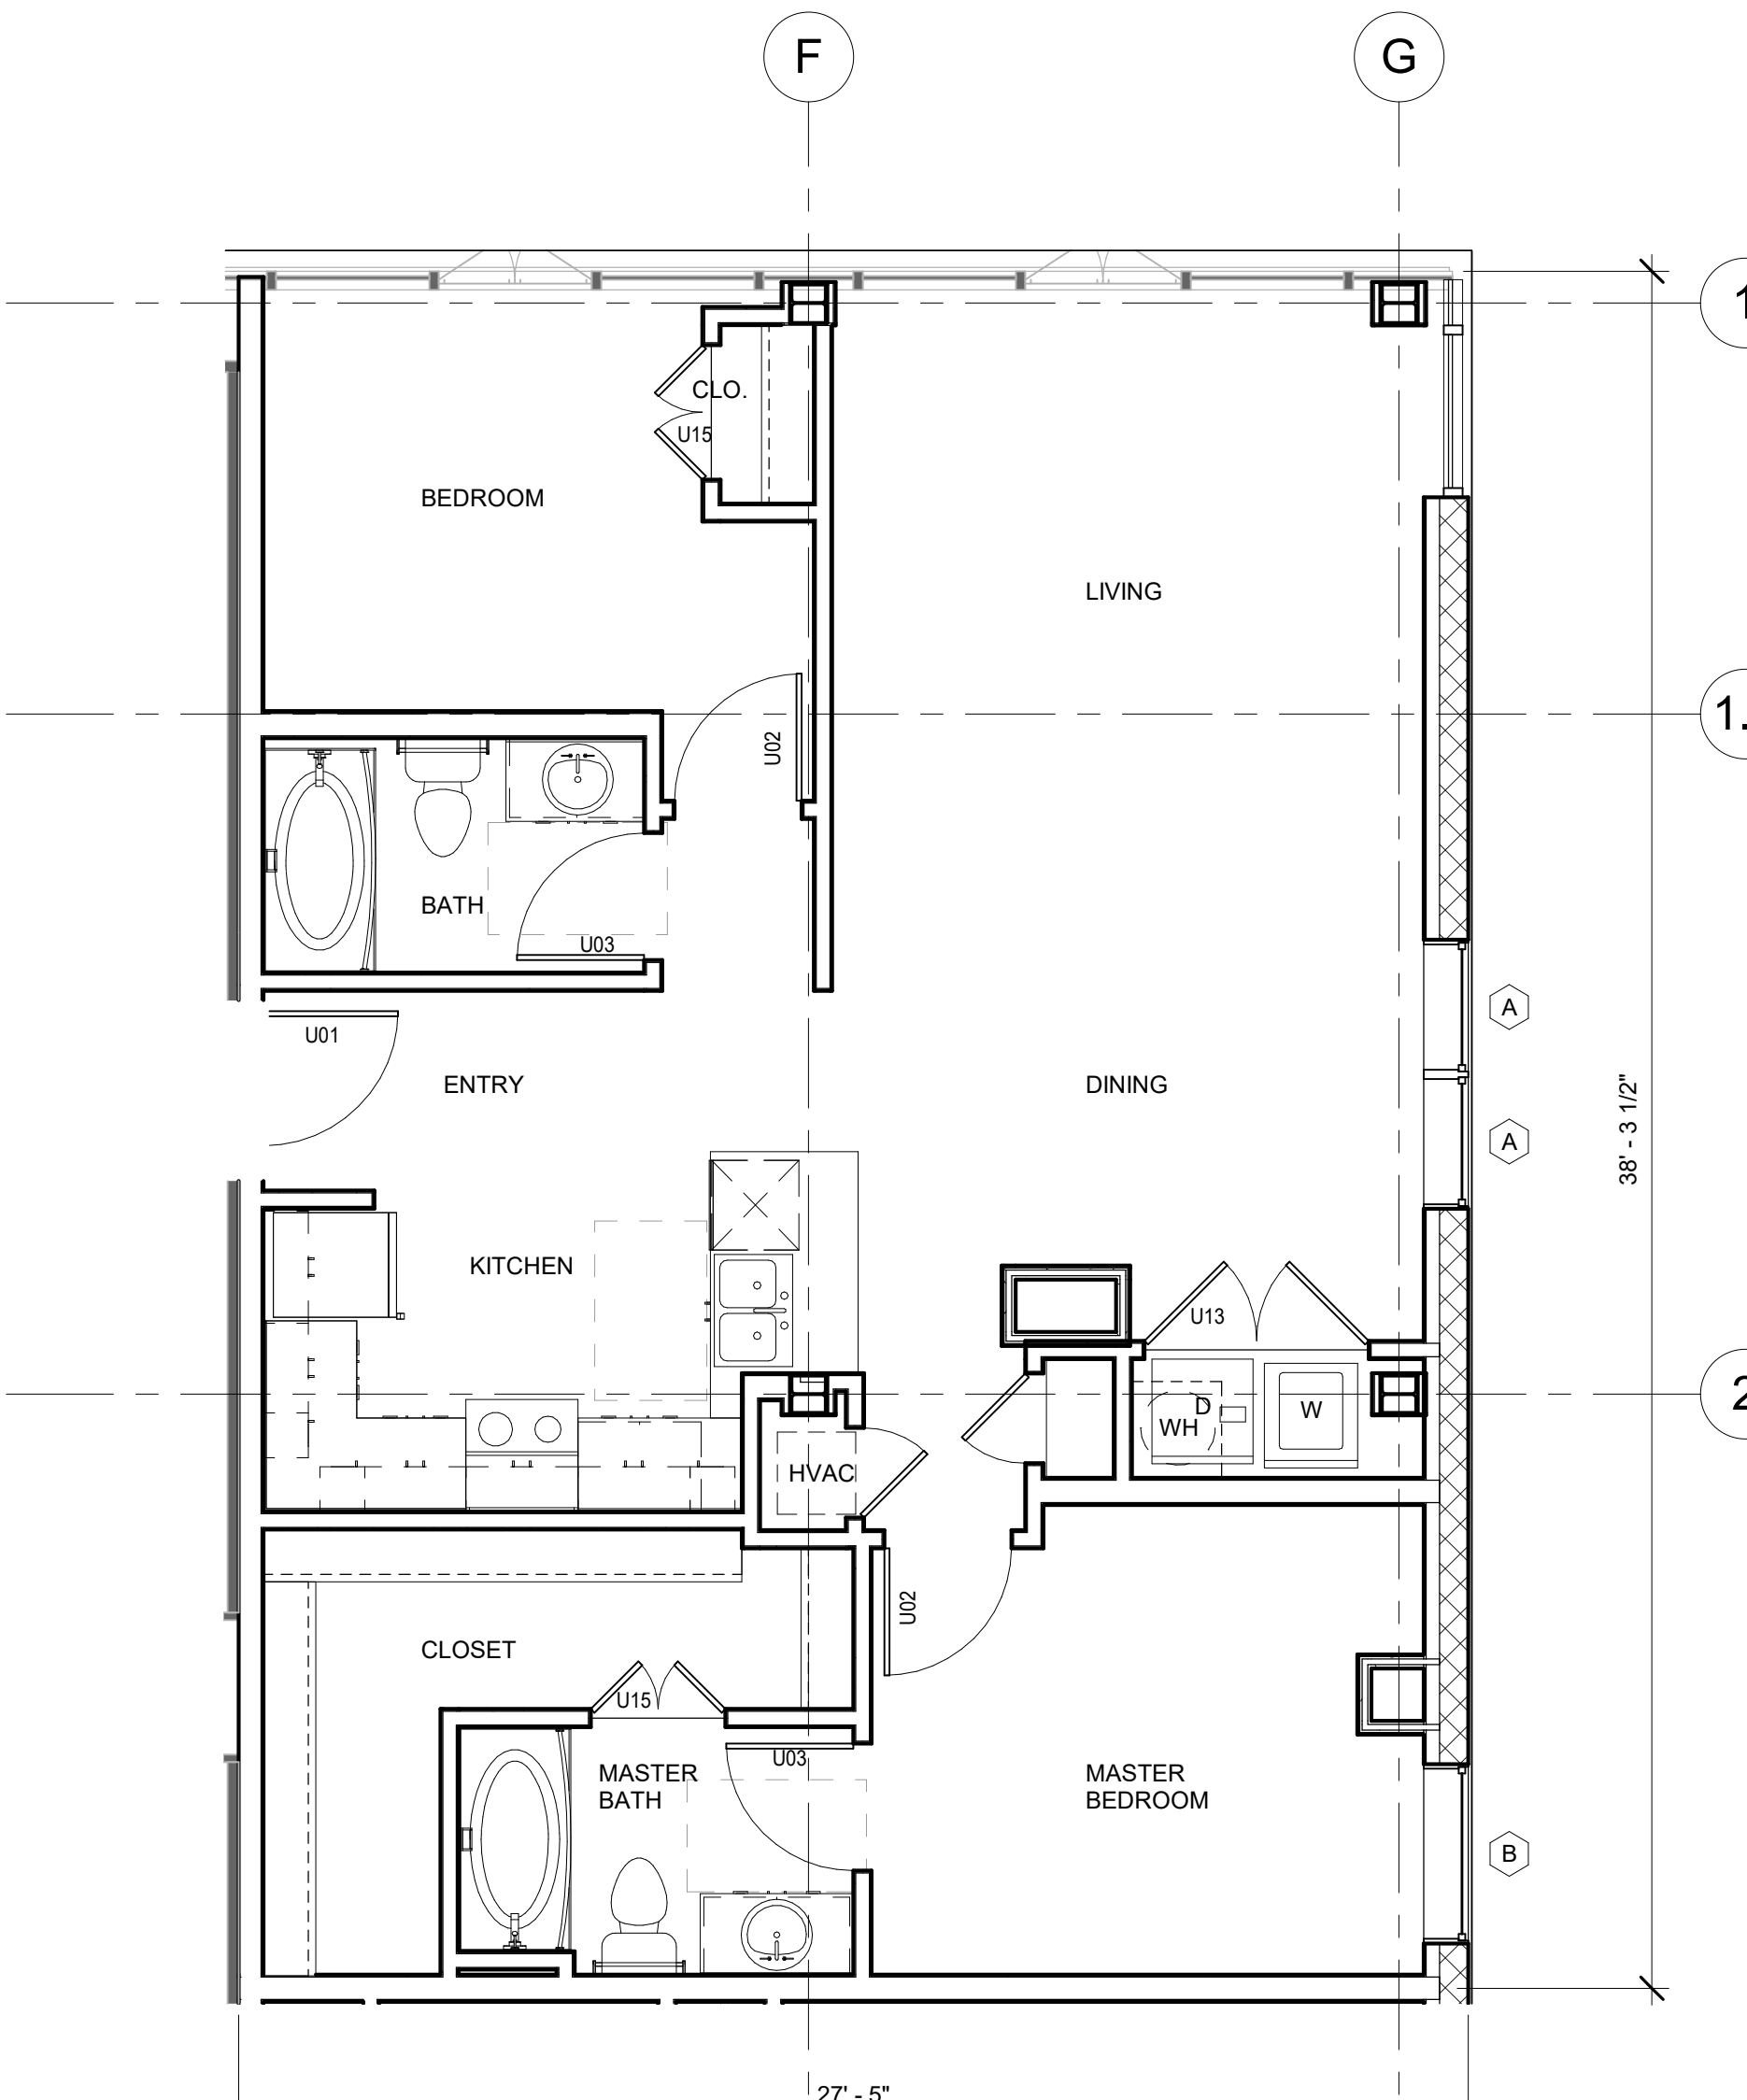 F
G
1
CLO.
U15
BEDROOM
LIVING
1.
U02
BATH
U03
A
U01
ENTRY
DINING
A
38' - 3 1/2"
KITCHEN
U13
2
D
W
WH
HVAC
U02
CLOSET
U15
U03
MASTER
BATH
MASTER
BEDROOM
B
27' - 5"